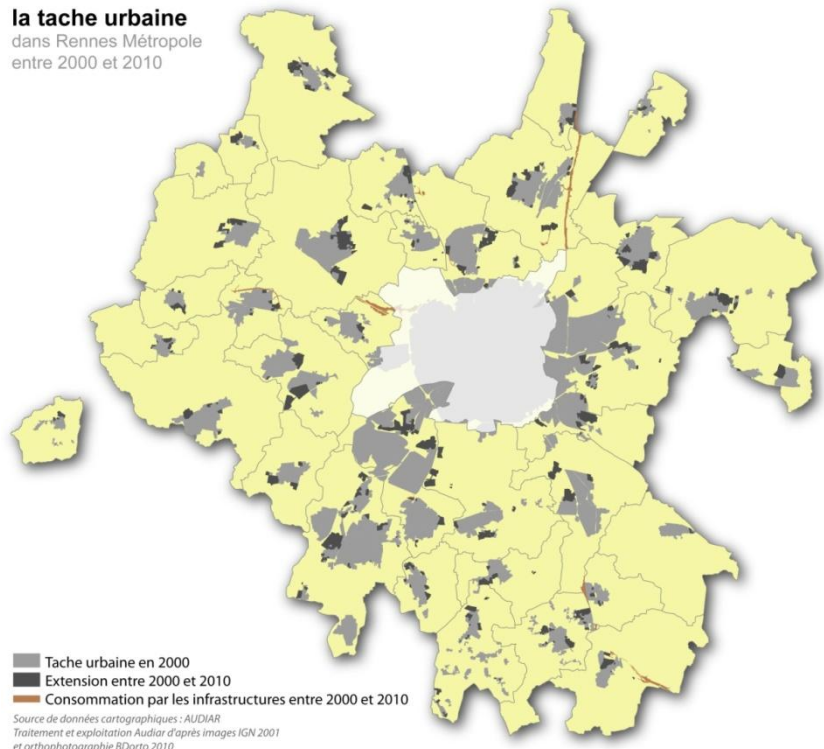 la tache urbaine
dans Rennes Métropole
entre 2000 et 2010
Tache urbaine en 2000
Extension entre 2000 et 2010
Consommation par les infrastructures entre 2000 et 2010
Source de données cartographiques : AUDIAR
Traitement et exploitation Audiar d'après images IGN 2001
et orthophotographie BDorto 2010